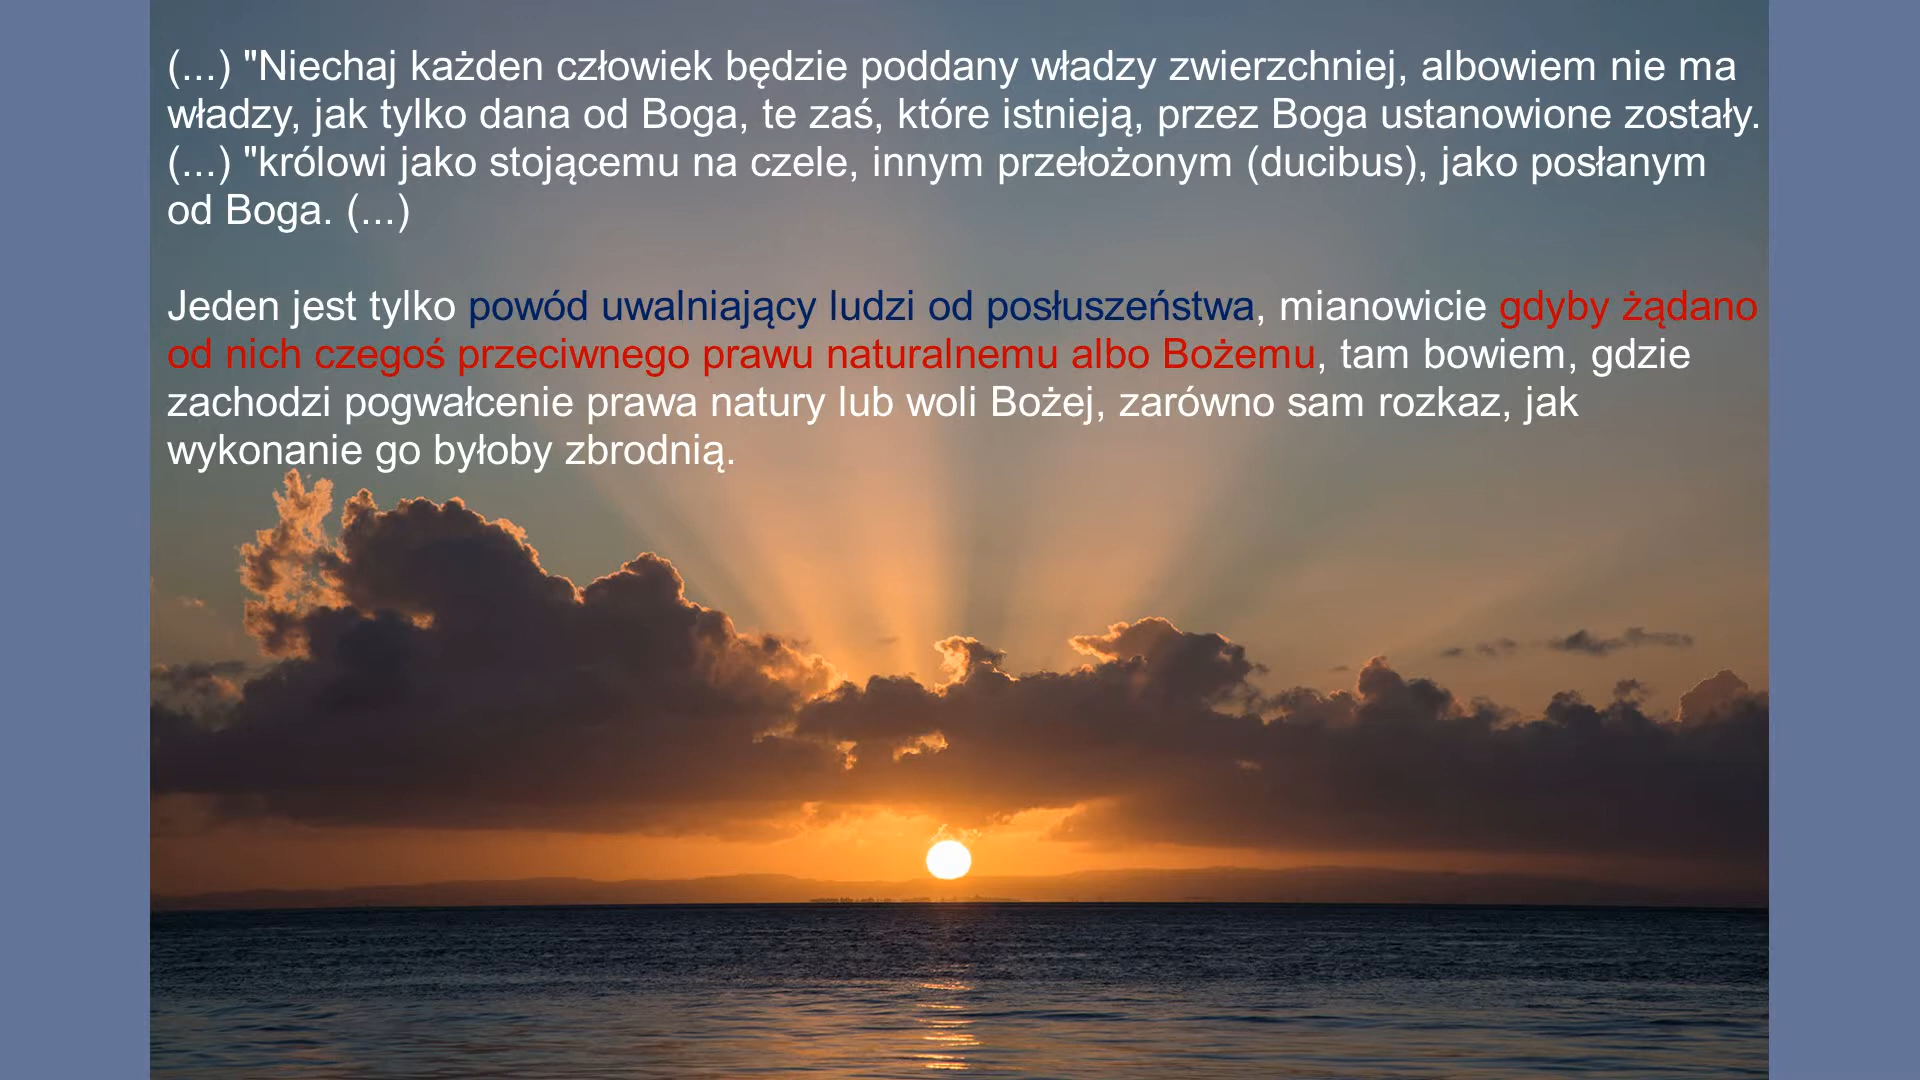 (...) "Niechaj każden człowiek będzie poddany władzy zwierzchniej, albowiem nie ma
władzy, jak tylko dana od Boga, te zaś, które istnieją, przez Boga ustanowione zostały.
(...) "królowi jako stojącemu na czele, innym przełożonym (ducibus), jako posłanym
od Boga. (...)
Jeden jest tylko powód uwalniający ludzi od posłuszeństwa, mianowicie gdyby żądano
od nich czegoś przeciwnego prawu naturalnemu albo Bożemu, tam bowiem, gdzie
zachodzi pogwałcenie prawa natury lub woli Bożej, zarówno sam rozkaz, jak
wykonanie go byłoby zbrodnią.